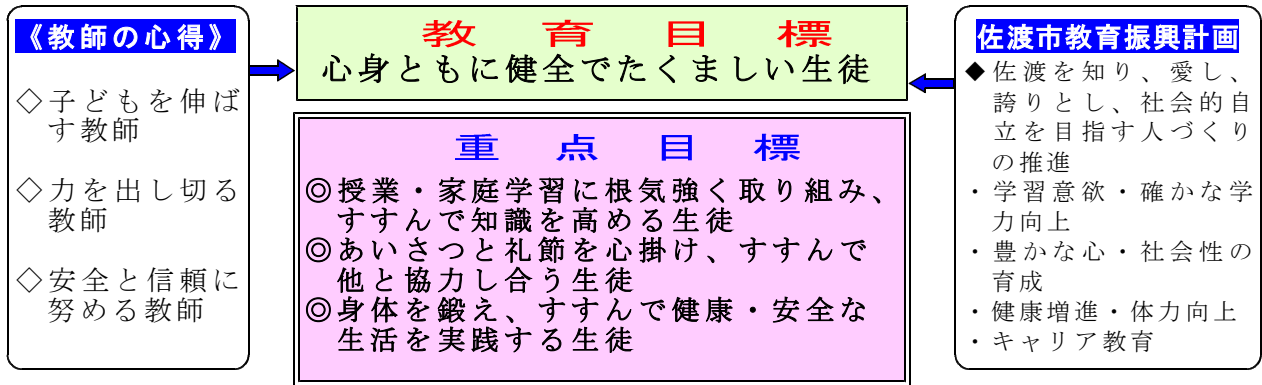 《教師の心得》
◇子どもを伸ば
す教師
◇力を出し切る
教師
◇安全と信頼に
努める教師
教育目標
心身ともに健全でたくましい生徒
重点目標
◎授業・家庭学習に根気強く取り組み、
すすんで知識を高める生徒
◎あいさつと礼節を心掛け、すすんで
他と協力し合う生徒
◎身体を鍛え、すすんで健康・安全な
生活を実践する生徒
佐渡市教育振興計画
◆佐渡を知り、愛し、
誇りとし、社会的自
立を目指す人づくり
の推進
・学習意欲・確かな学
力向上
・豊かな心・社会性の
育成
・健康増進・体力向上
・キャリア教育